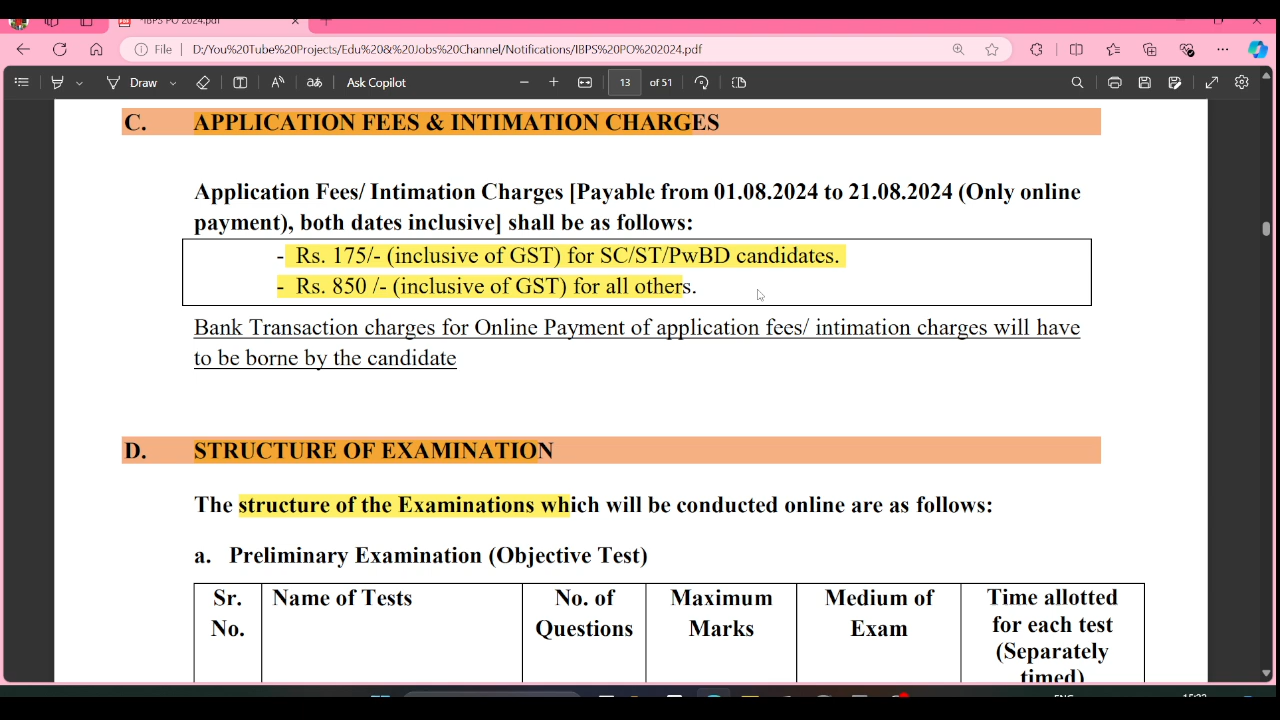 *IBPS PO 2024.pdf
File | D:/You%20Tube%20Projects/Edu%20&%20Jobs%20Channel/Notifications/IBPS%20PO%202024.pdf
Draw
Ask Copilot
13 of 51
C. APPLICATION FEES & INTIMATION CHARGES
Application Fees/ Intimation Charges [Payable from 01.08.2024 to 21.08.2024 (Only online
payment), both dates inclusive] shall be as follows:
- Rs. 175/- (inclusive of GST) for SC/ST/PwBD candidates.
- Rs. 850 /- (inclusive of GST) for all others.
Bank Transaction charges for Online Payment of application fees/ intimation charges will have
to be borne by the candidate
D. STRUCTURE OF EXAMINATION
The structure of the Examinations which will be conducted online are as follows:
a. Preliminary Examination (Objective Test)
Sr. No.
Name of Tests
No. of Questions
Maximum Marks
Medium of Exam
Time allotted
for each test
(Separately
timed)